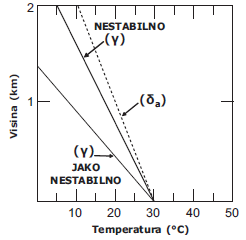 2
NESTABILNO
(γ)
Visina (km)
1
(δa)
(γ)
JAKO
NESTABILNO
10 20 30 40 50
Temperatura (°C)